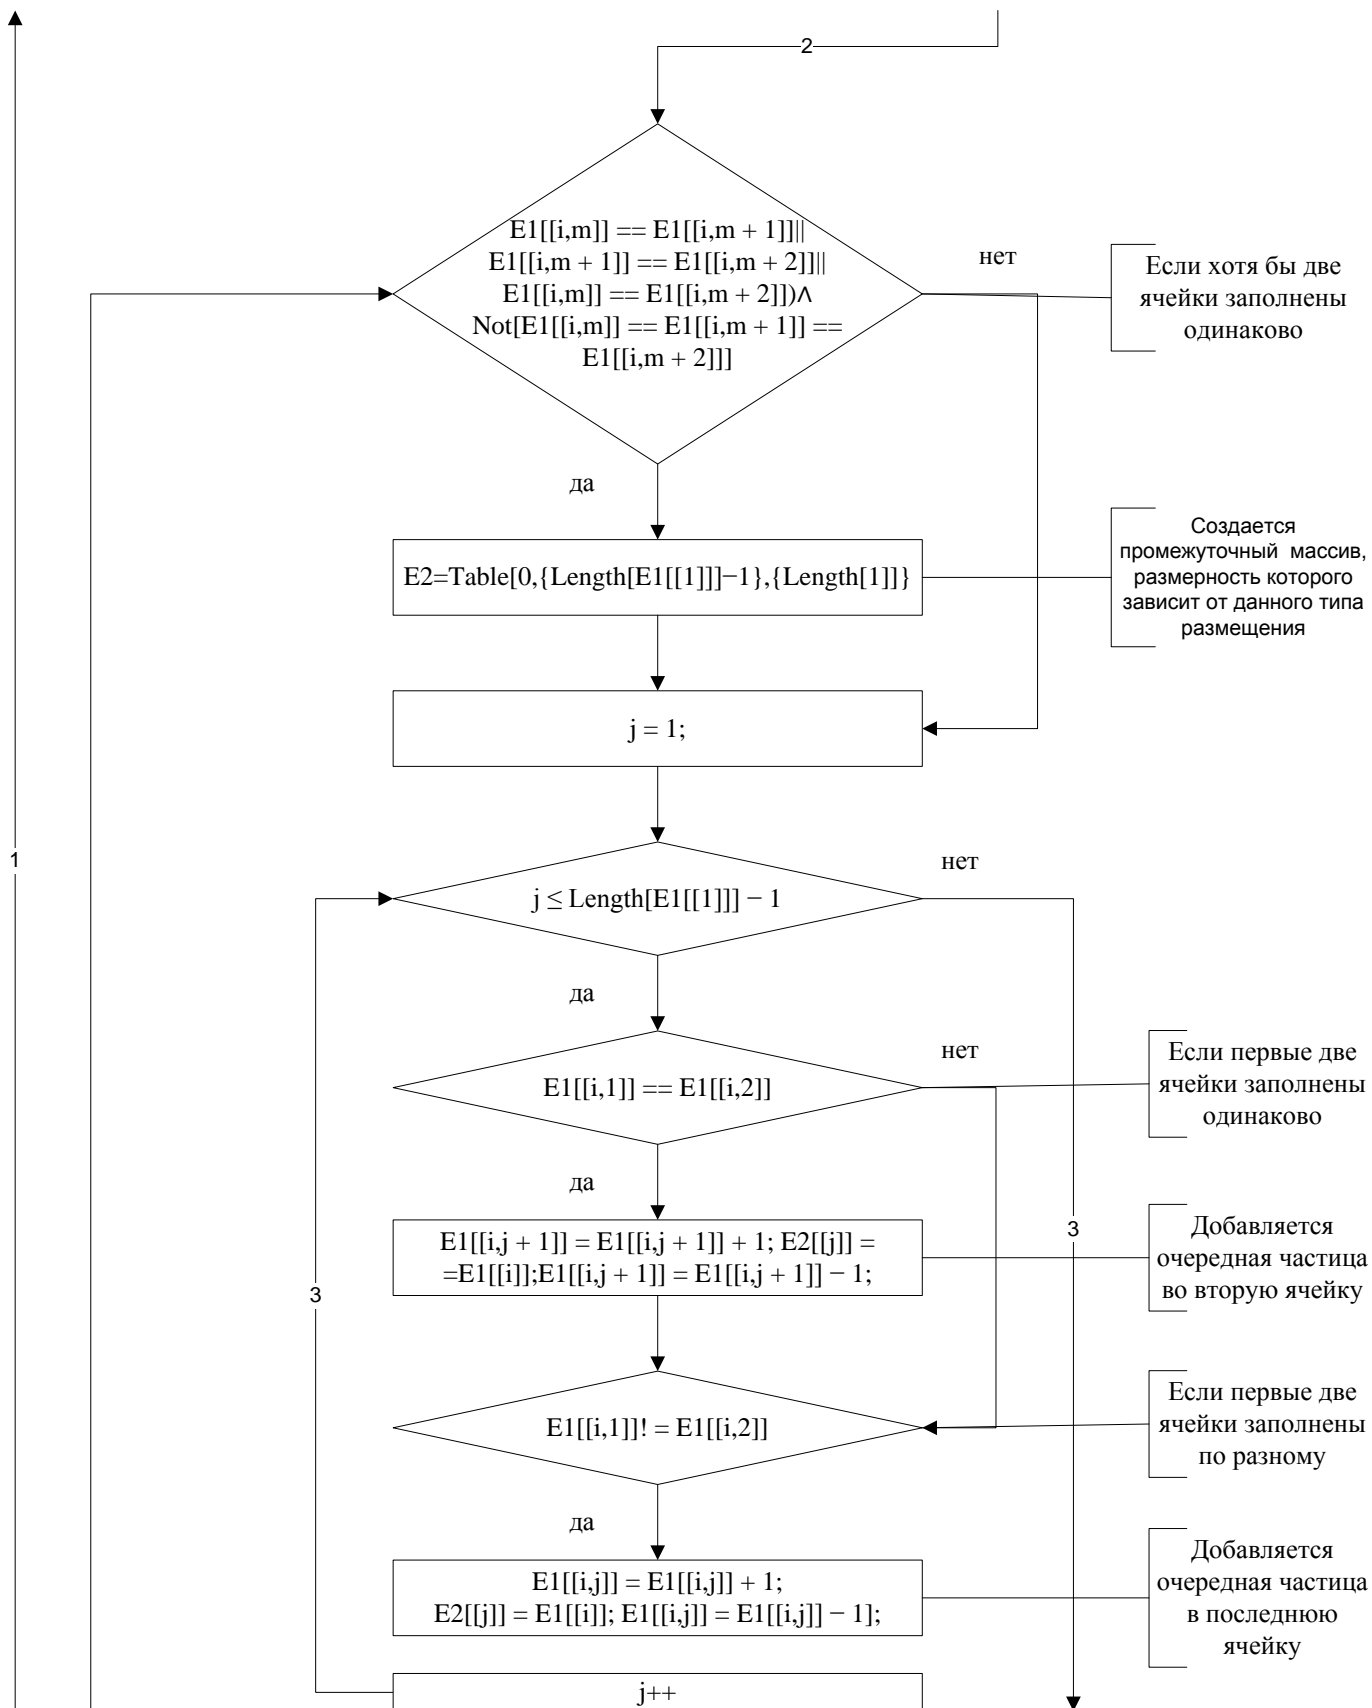 2
E1[[i,m]] == E1[[i,m + 1]]||
E1[[i,m + 1]] == E1[[i,m + 2]]||
E1[[i,m]] == E1[[i,m + 2]])∧
Not[E1[[i,m]] == E1[[i,m + 1]] ==
E1[[i,m + 2]]]
нет
Если хотя бы две
ячейки заполнены
одинаково
да
E2=Table[0,{Length[E1[[1]]]−1},{Length[1]]}
Создается
промежуточный массив,
размерность которого
зависит от данного типа
размещения
j = 1;
1
нет
j ≤ Length[E1[[1]]] − 1
да
нет
E1[[i,1]] == E1[[i,2]]
Если первые две
ячейки заполнены
одинаково
да
E1[[i,j + 1]] = E1[[i,j + 1]] + 1; E2[[j]] =
=E1[[i]];E1[[i,j + 1]] = E1[[i,j + 1]] − 1;
3
Добавляется
очередная частица
во вторую ячейку
3
E1[[i,1]]! = E1[[i,2]]
Если первые две
ячейки заполнены
по разному
да
E1[[i,j]] = E1[[i,j]] + 1;
E2[[j]] = E1[[i]]; E1[[i,j]] = E1[[i,j]] − 1];
Добавляется
очередная частица
в последнюю
ячейку
j++